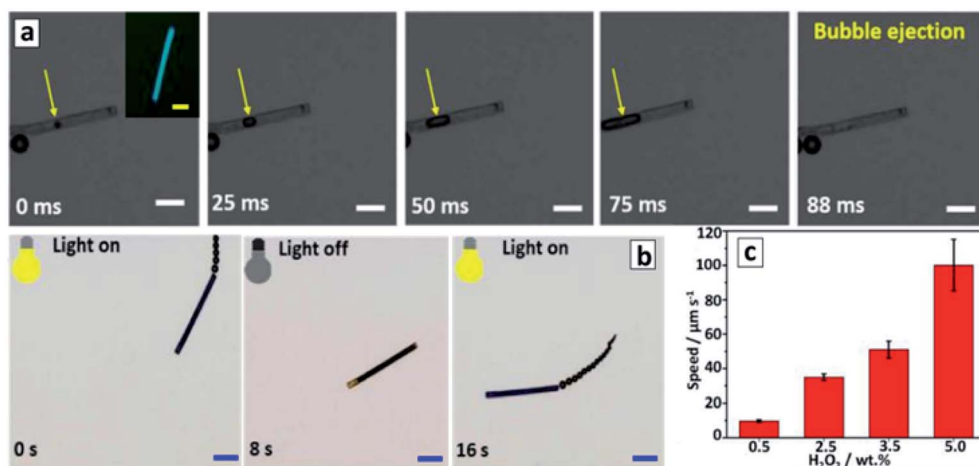 a
Bubble ejection
0 ms
25 ms
50 ms
75 ms
88 ms
Light on
Light off
b
Light on
0 s
8 s
16 s
c
120
100
80
60
40
20
0
Speed / µm s⁻¹
0.5
2.5
3.5
5.0
H₂O₂ / wt.%